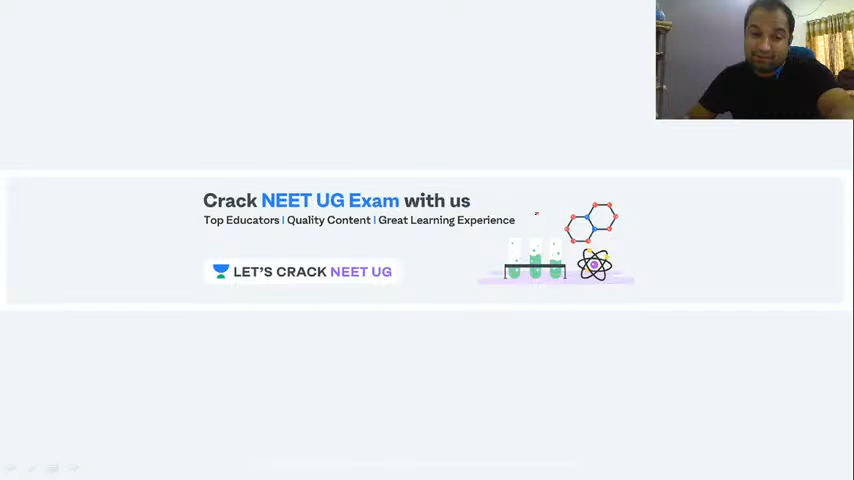 Crack NEET UG Exam with us
Top Educators | Quality Content | Great Learning Experience
LET'S CRACK NEET UG